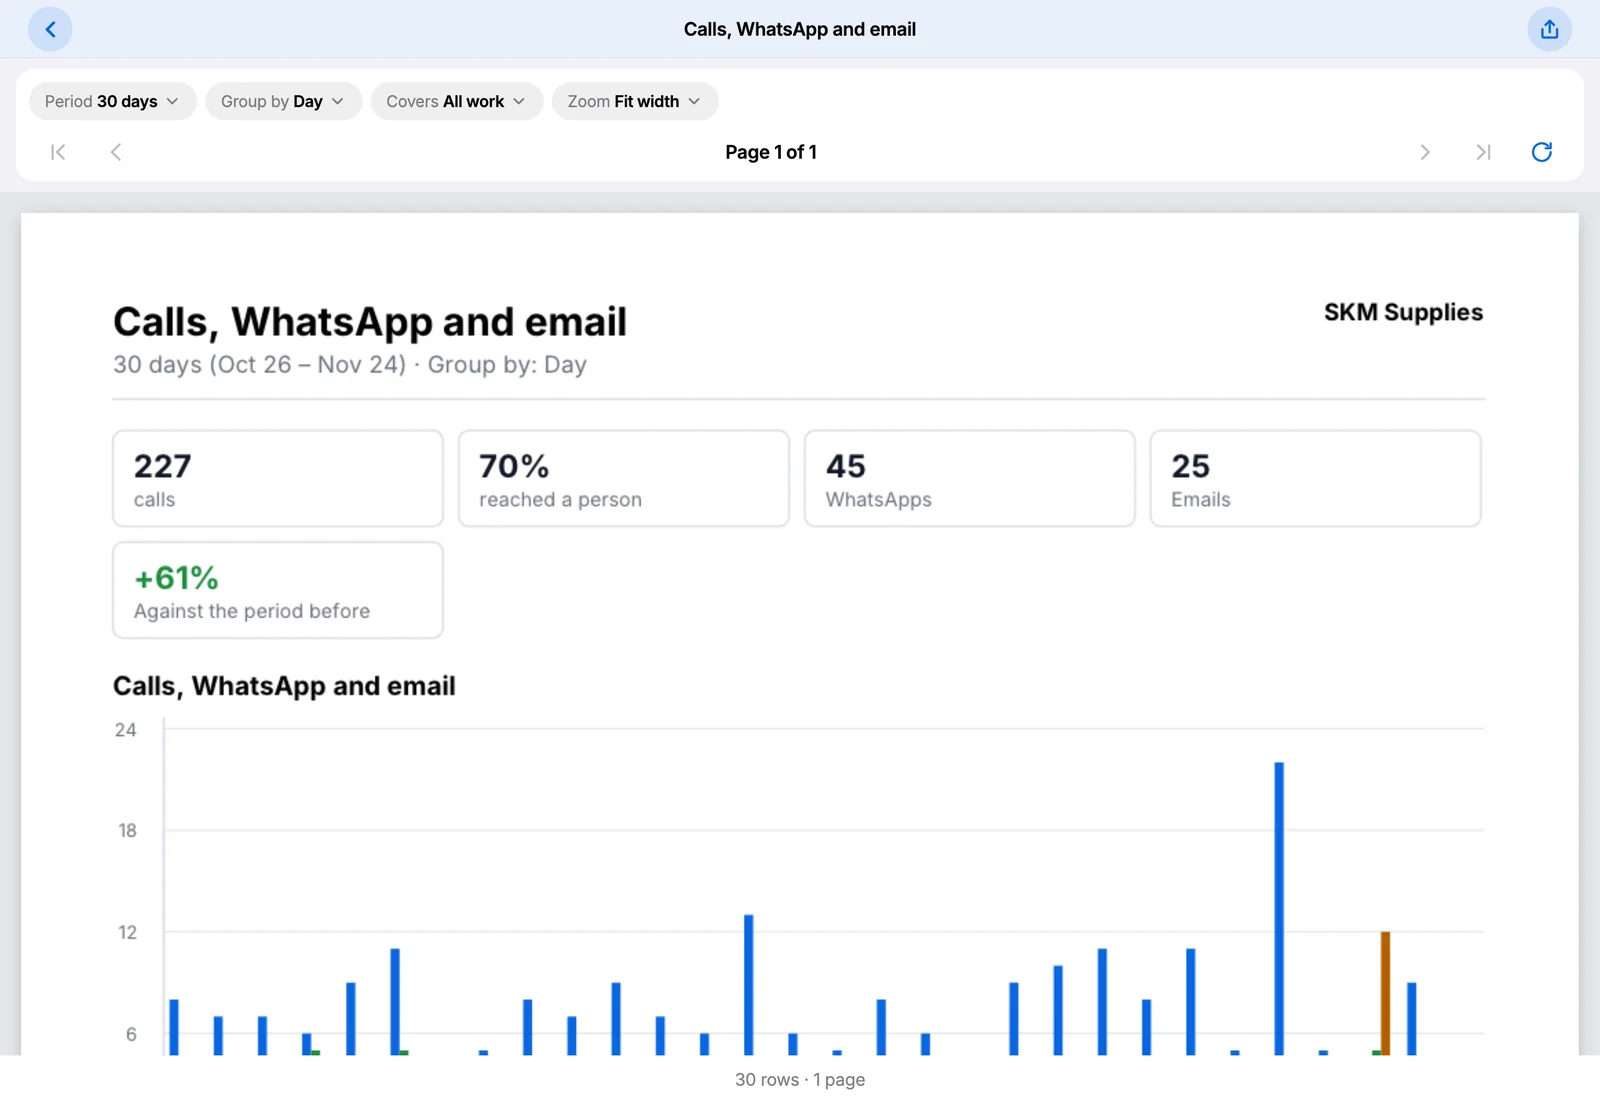 Calls, WhatsApp and email
Period 30 days
Group by Day
Covers All work
Zoom Fit width
Page 1 of 1
Calls, WhatsApp and email
SKM Supplies
30 days (Oct 26 – Nov 24) · Group by: Day
227
calls
70%
reached a person
45
WhatsApps
25
Emails
+61%
Against the period before
Calls, WhatsApp and email
24
18
12
6
30 rows · 1 page